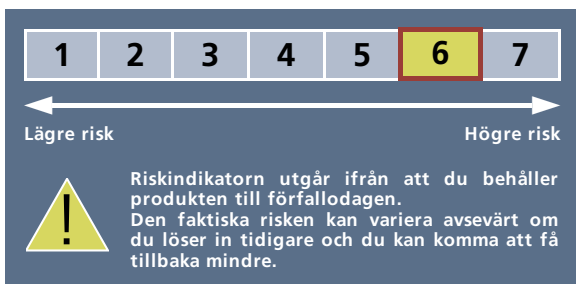 1 2 3 4 5 6 7
Lägre risk Högre risk
Riskindikatorn utgår ifrån att du behåller
produkten till förfallodagen.
Den faktiska risken kan variera avsevärt om
du löser in tidigare och du kan komma att få
tillbaka mindre.
!